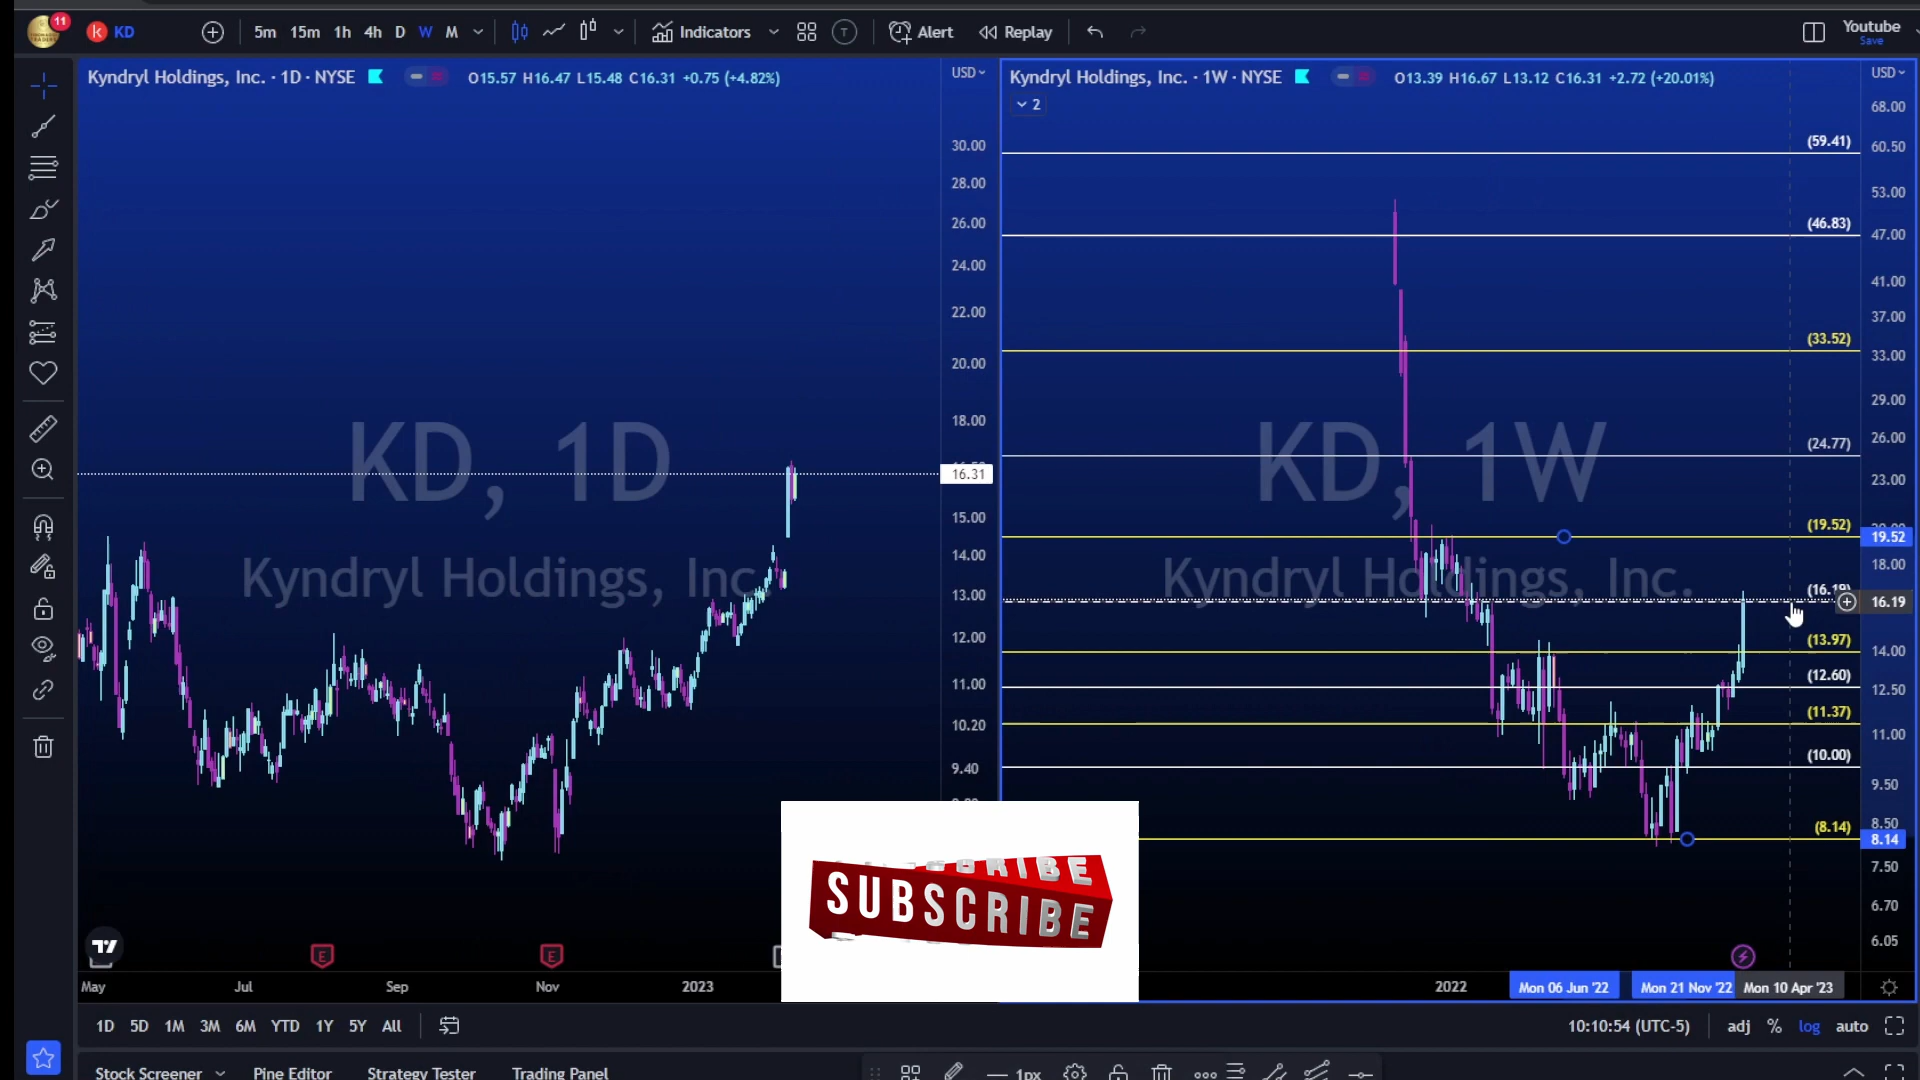 11
KD
5m 15m 1h 4h D W M
Indicators
T
Alert
Replay
Youtube
Save
Kyndryl Holdings, Inc. · 1D · NYSE
O15.57 H16.47 L15.48 C16.31 +0.75 (+4.82%)
USD
30.00
28.00
26.00
24.00
22.00
20.00
18.00
16.31
15.00
14.00
13.00
12.00
11.00
10.20
9.40
KD, 1D
Kyndryl Holdings, Inc.
E
E
May Jul Sep Nov 2023
Kyndryl Holdings, Inc. · 1W · NYSE
O13.39 H16.67 L13.12 C16.31 +2.72 (+20.01%)
2
USD
KD, 1W
Kyndryl Holdings, Inc.
(59.41)
(46.83)
(33.52)
(24.77)
(19.52)
(16.19)
(13.97)
(12.60)
(11.37)
(10.00)
(8.14)
68.00
60.50
53.00
47.00
41.00
37.00
33.00
29.00
26.00
23.00
19.52
18.00
16.19
14.00
12.50
11.00
9.50
8.50
8.14
7.50
6.70
6.05
2022 Mon 06 Jun '22 Mon 21 Nov '22 Mon 10 Apr '23
SUBSCRIBE
1D 5D 1M 3M 6M YTD 1Y 5Y All
10:10:54 (UTC-5) adj % log auto
Stock Screener Pine Editor Strategy Tester Trading Panel
1px